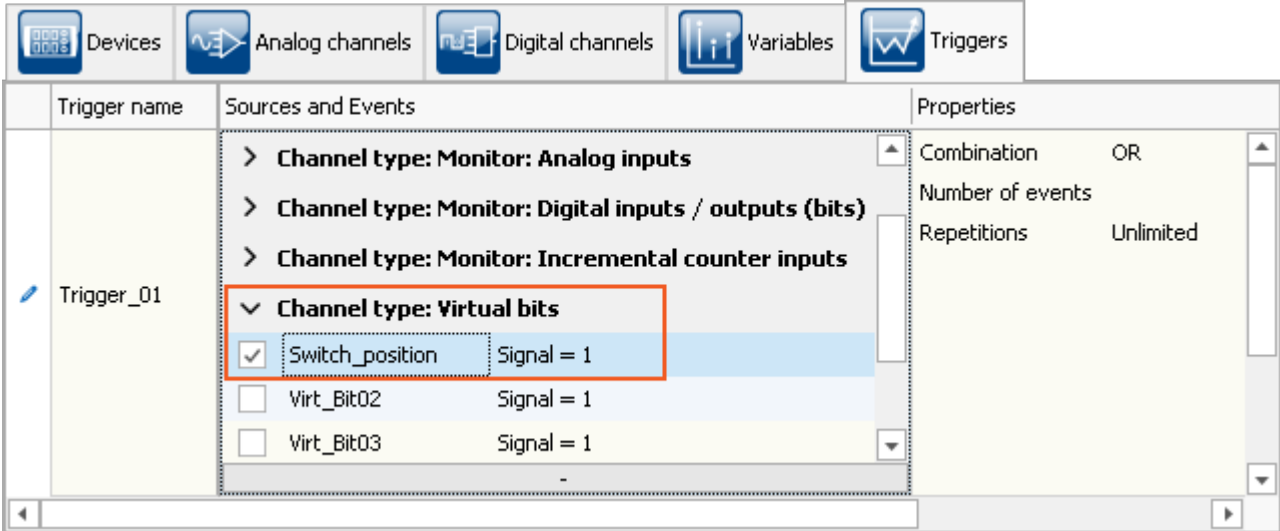 Devices Analog channels Digital channels Variables Triggers
Trigger name Sources and Events Properties
Channel type: Monitor: Analog inputs
Channel type: Monitor: Digital inputs / outputs (bits)
Channel type: Monitor: Incremental counter inputs
Trigger_01
Channel type: Virtual bits
Switch_position Signal = 1
Virt_Bit02 Signal = 1
Virt_Bit03 Signal = 1
-
Combination OR
Number of events
Repetitions Unlimited